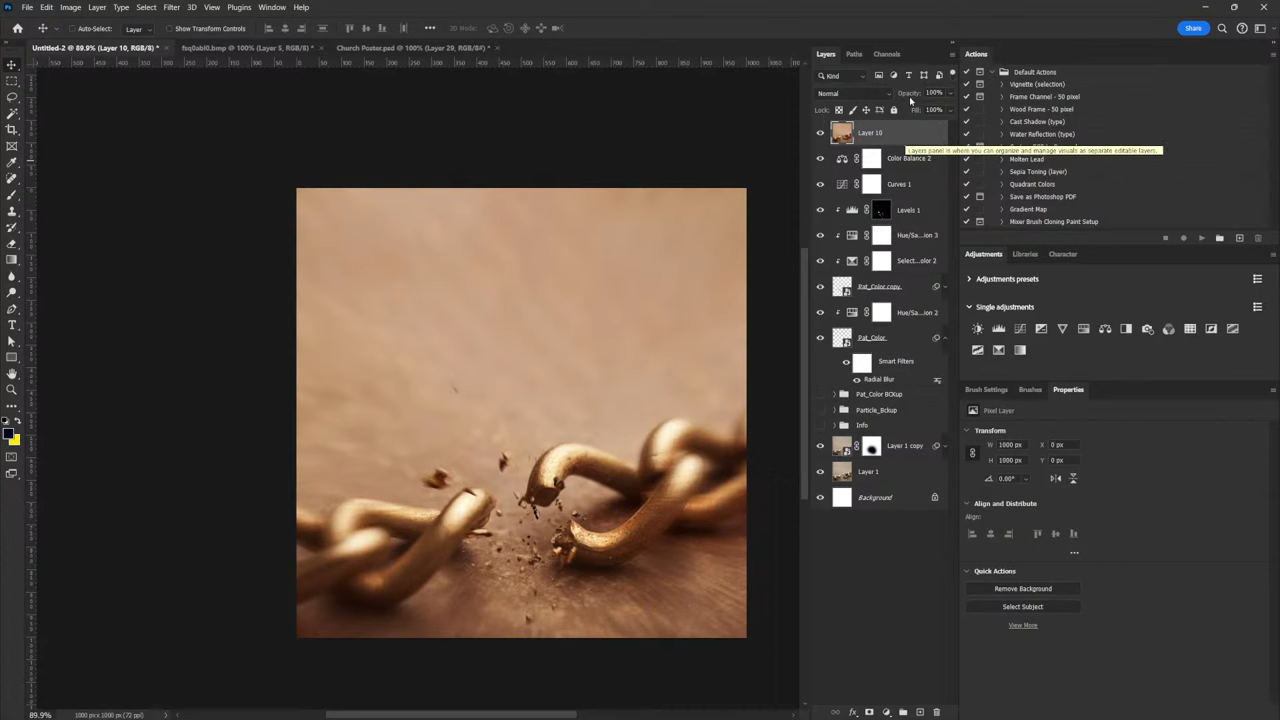 File Edit Image Layer Type Select Filter 3D View Plugins Window Help
Auto-Select: Layer Show Transform Controls 3D Mode: Share
Untitled-2 @ 89.9% (Layer 10, RGB/8) * × fsq0abl0.bmp @ 100% (Layer 5, RGB/8*) * × Church Poster.psd @ 100% (Layer 29, RGB/8#) * ×
Layers Paths Channels
Kind
Normal Opacity: 100%
Lock: Fill: 100%
Layer 10
Layers panel is where you can organize and manage visuals as separate editable layers.
Color Balance 2
Curves 1
Levels 1
Hue/Sa...ion 3
Select...olor 2
Pat_Color copy
Hue/Sa...ion 2
Pat_Color
Smart Filters
Radial Blur
Pat_Color BCKup
Particle_Bckup
Info
Layer 1 copy
Layer 1
Background
Actions
Default Actions
Vignette (selection)
Frame Channel - 50 pixel
Wood Frame - 50 pixel
Cast Shadow (type)
Water Reflection (type)
Molten Lead
Sepia Toning (layer)
Quadrant Colors
Save as Photoshop PDF
Gradient Map
Mixer Brush Cloning Paint Setup
Adjustments Libraries Character
Adjustments presets
Single adjustments
Brush Settings Brushes Properties
Pixel Layer
Transform
W 1000 px X 0 px
H 1000 px Y 0 px
0.00°
Align and Distribute
Align:
Quick Actions
Remove Background
Select Subject
View More
89.9% 1000 pixs 1000 px (72 ppi)